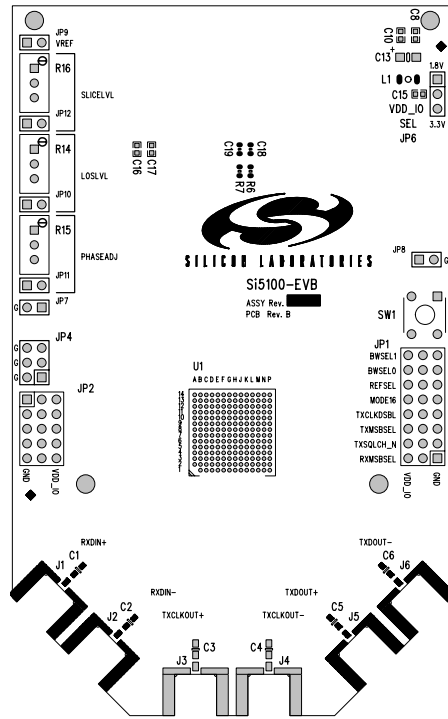 JP9
VREF
R16
SLICELVL
JP12
R14
LOSLVL
JP10
R15
PHASEADJ
JP11
G JP7
JP4
G
G
G
JP2
GND
VDD_IO
C16
C17
C19
C18
R7
R6
SILICON LABORATORIES
Si5100-EVB
ASSY Rev.
PCB Rev. B
C8
C10
C13 +
L1
1.8V
C15
VDD_IO
SEL
3.3V
JP6
JP8
G
SW1
JP1
BWSEL1
BWSEL0
REFSEL
MODE16
TXCLKDSBL
TXMSBSEL
TXSQLCH_N
RXMSBSEL
VDD_IO
GND
U1
ABCDEFGHJKLMNP
RXDIN+
J1
C1
RXDIN-
J2
C2
TXCLKOUT+
J3
C3
TXDOUT+
TXCLKOUT-
C4
J4
TXDOUT-
C6
J6
C5
J5